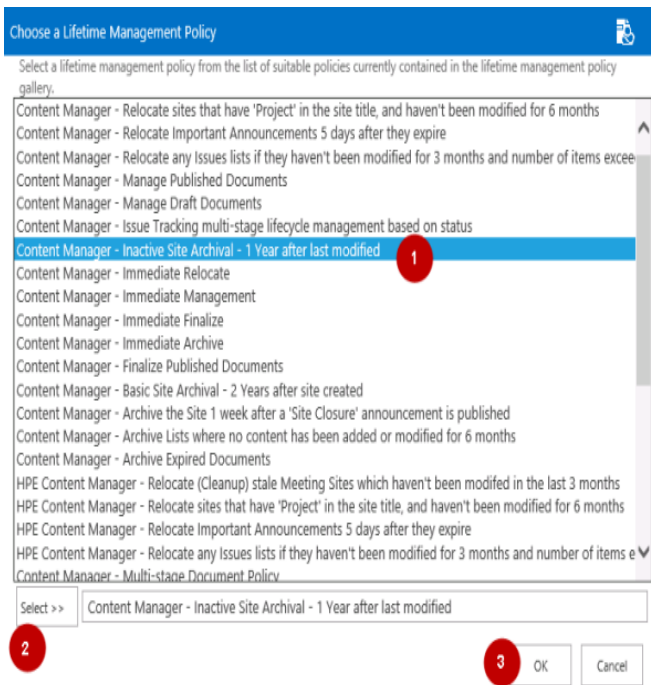 Choose a Lifetime Management Policy
Select a lifetime management policy from the list of suitable policies currently contained in the lifetime management policy
gallery.
Content Manager - Relocate sites that have 'Project' in the site title, and haven't been modified for 6 months
Content Manager - Relocate Important Announcements 5 days after they expire
Content Manager - Relocate any Issues lists if they haven't been modified for 3 months and number of items excee
Content Manager - Manage Published Documents
Content Manager - Manage Draft Documents
Content Manager - Issue Tracking multi-stage lifecycle management based on status
Content Manager - Inactive Site Archival - 1 Year after last modified
1
Content Manager - Immediate Relocate
Content Manager - Immediate Management
Content Manager - Immediate Finalize
Content Manager - Immediate Archive
Content Manager - Finalize Published Documents
Content Manager - Basic Site Archival - 2 Years after site created
Content Manager - Archive the Site 1 week after a 'Site Closure' announcement is published
Content Manager - Archive Lists where no content has been added or modified for 6 months
Content Manager - Archive Expired Documents
HPE Content Manager - Relocate (Cleanup) stale Meeting Sites which haven't been modifed in the last 3 months
HPE Content Manager - Relocate sites that have 'Project' in the site title, and haven't been modified for 6 months
HPE Content Manager - Relocate Important Announcements 5 days after they expire
HPE Content Manager - Relocate any Issues lists if they haven't been modified for 3 months and number of items e
Content Manager - Multi-stage Document Policy
Select >> Content Manager - Inactive Site Archival - 1 Year after last modified
2
3 OK Cancel